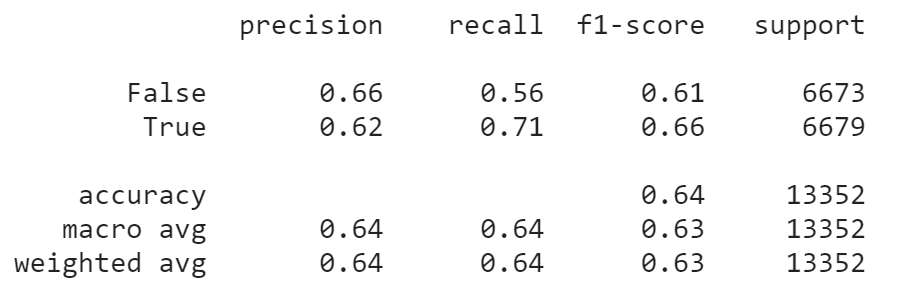 precision recall f1-score support
False 0.66 0.56 0.61 6673
True 0.62 0.71 0.66 6679
accuracy 0.64 13352
macro avg 0.64 0.64 0.63 13352
weighted avg 0.64 0.64 0.63 13352